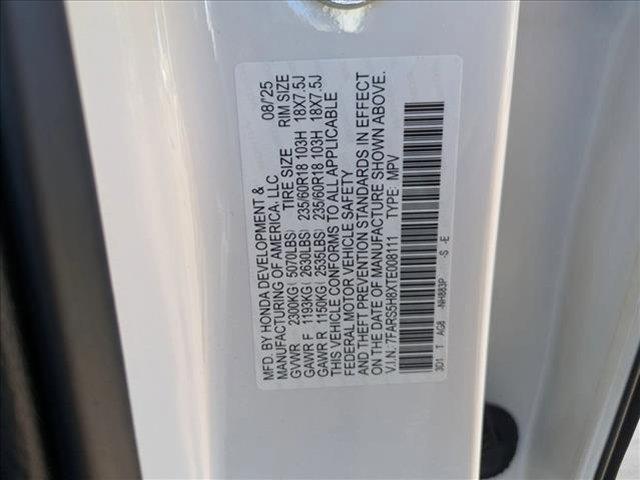 MFD. BY HONDA DEVELOPMENT & 08/'25
MANUFACTURING OF AMERICA, LLC
TIRE SIZE RIM SIZE
GVWR 2300KG( 5070LBS) 235/60R18 103H 18X7.5J
GAWR F 1193KG( 2630LBS) 235/60R18 103H 18X7.5J
GAWR R 1150KG( 2535LBS)
THIS VEHICLE CONFORMS TO ALL APPLICABLE
FEDERAL MOTOR VEHICLE SAFETY
AND THEFT PREVENTION STANDARDS IN EFFECT
ON THE DATE OF MANUFACTURE SHOWN ABOVE.
V.I.N. 7FARS5H8XTE008111 TYPE: MPV
3D1 T AG8 -NH883P -S -E